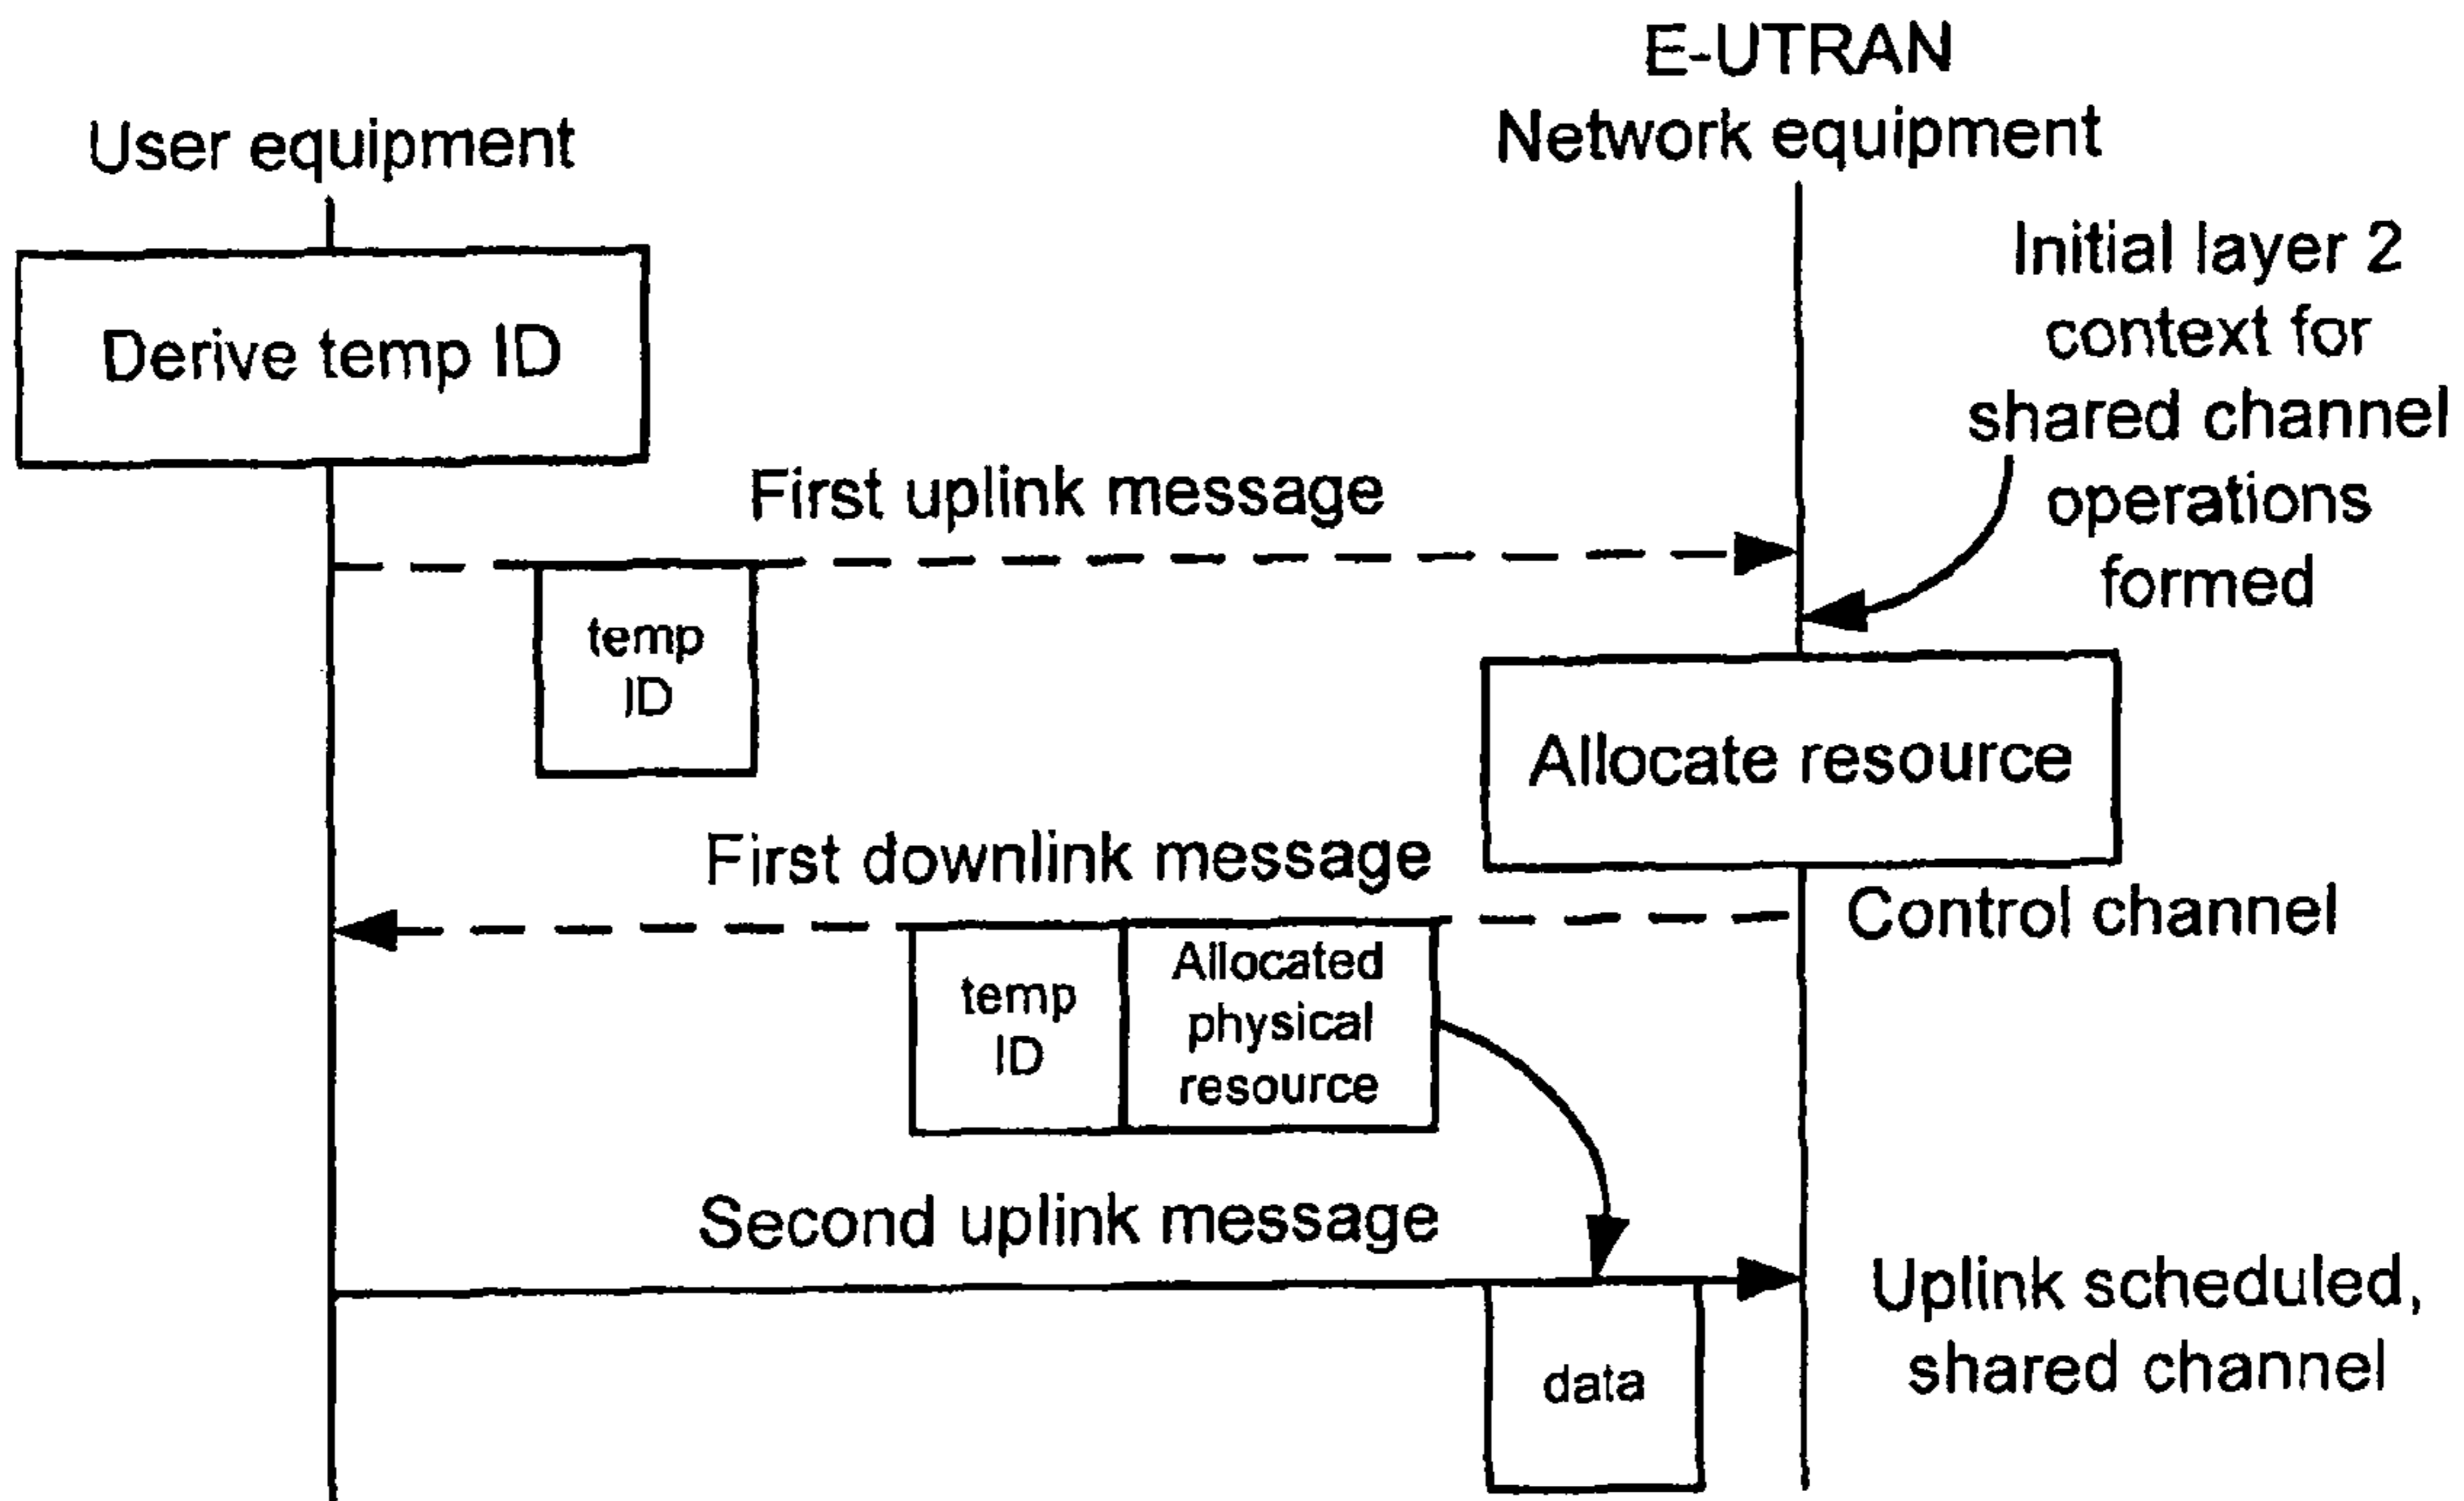 E-UTRAN
Network equipment
User equipment
Initial layer 2
context for
shared channel
operations
formed
Derive temp ID
First uplink message
temp
ID
Allocate resource
First downlink message
Control channel
temp
ID
Allocated
physical
resource
Second uplink message
Uplink scheduled,
shared channel
data